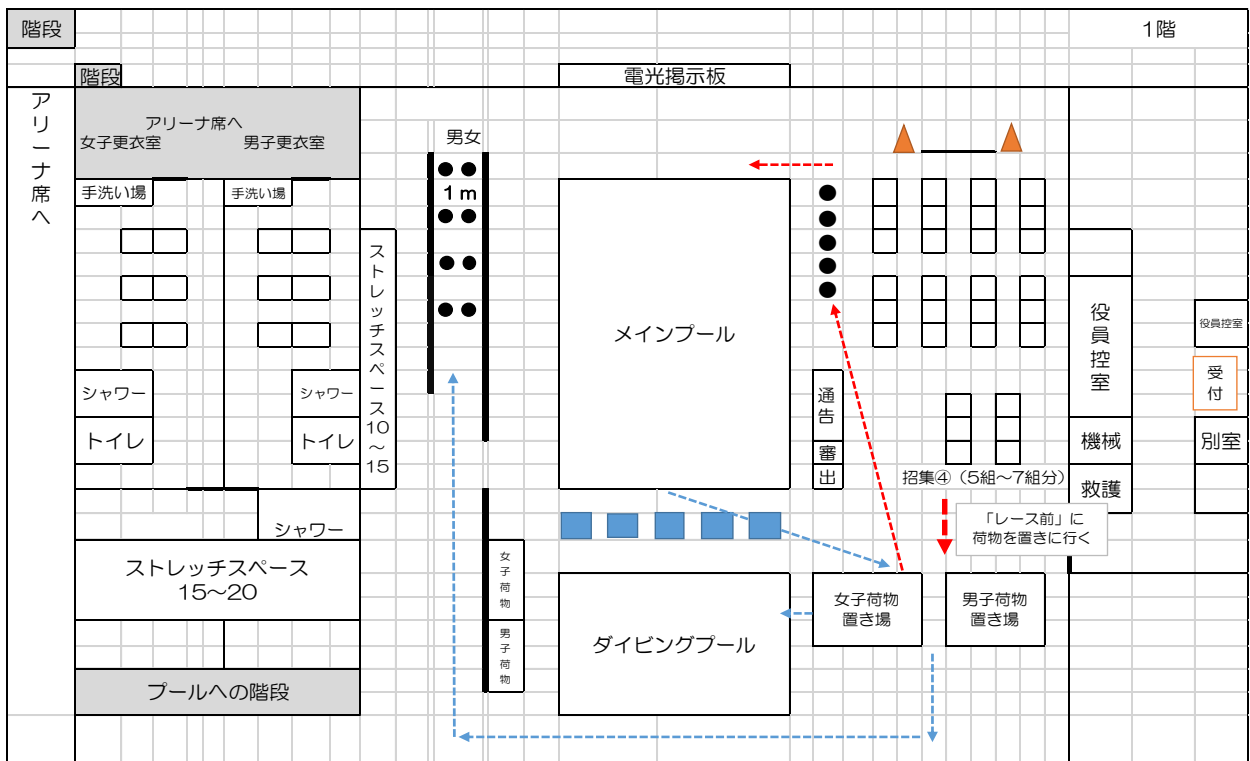 階段
1階
階段
電光掲示板
アリーナ席へ
アリーナ席へ
女子更衣室
男子更衣室
男女
1m
手洗い場
手洗い場
ストレッチスペース10～15
メインプール
役員控室
役員控室
受付
シャワー
シャワー
通告
トイレ
トイレ
審
出
機械
別室
招集④（5組～7組分）
救護
シャワー
「レース前」に
荷物を置きに行く
ストレッチスペース
15～20
女子荷物
男子荷物
女子荷物
置き場
男子荷物
置き場
ダイビングプール
プールへの階段